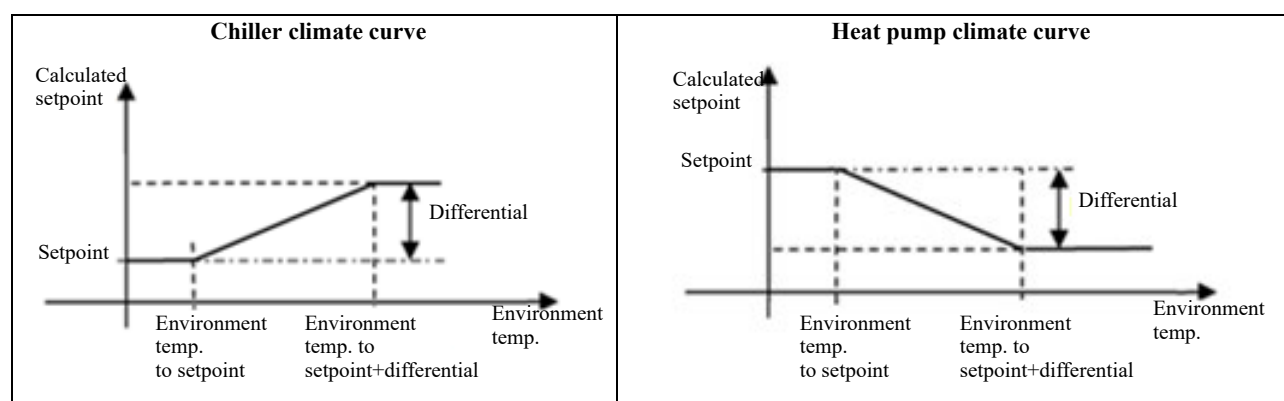 Chiller climate curve
Calculated
setpoint
Differential
Setpoint
Environment
temp.
to setpoint
Environment
temp. to
setpoint+differential
Environment
temp.
Heat pump climate curve
Calculated
setpoint
Setpoint
Differential
Environment
temp.
to setpoint
Environment
temp. to
setpoint+differential
Environment
temp.